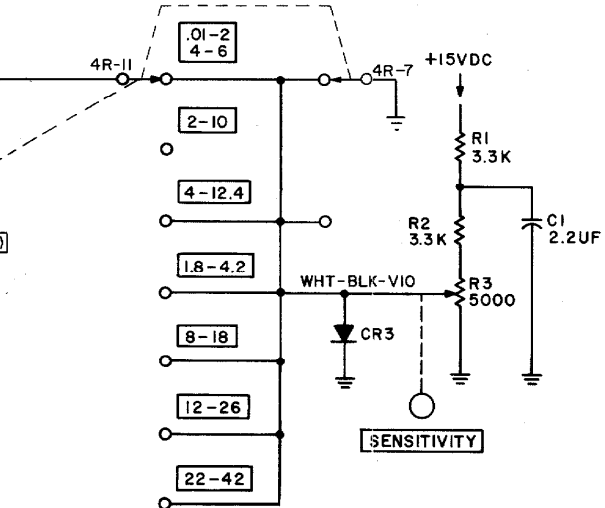 .01-2
4-6
4R-11
4R-7
+15VDC
2-10
R1
3.3K
4-12.4
R2
3.3K
C1
2.2UF
1.8-4.2
WHT-BLK-VIO
R3
5000
CR3
8-18
12-26
SENSITIVITY
22-42